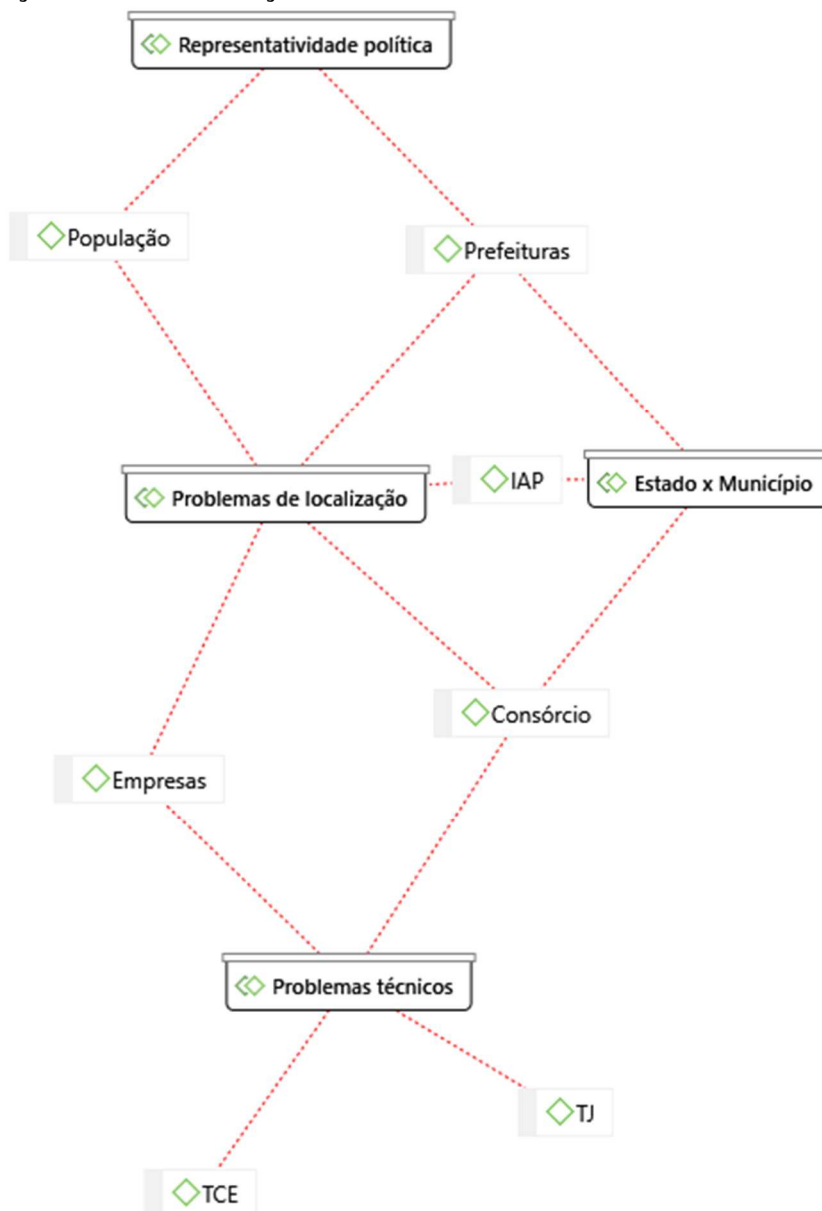 Representatividade política
População
Prefeituras
IAP
Estado x Município
Problemas de localização
Consórcio
Empresas
Problemas técnicos
TJ
TCE